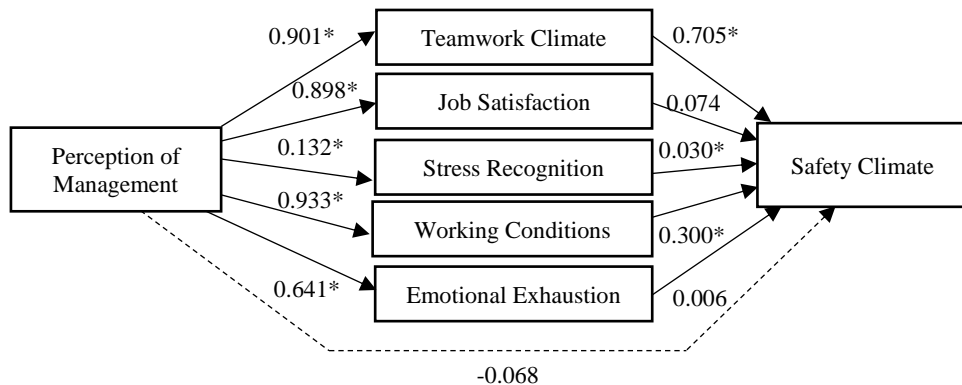 0.901*
Teamwork Climate
0.705*
0.898*
Job Satisfaction
0.074
Perception of
Management
0.132*
Stress Recognition
0.030*
Safety Climate
0.933*
Working Conditions
0.300*
0.641*
Emotional Exhaustion
0.006
-0.068